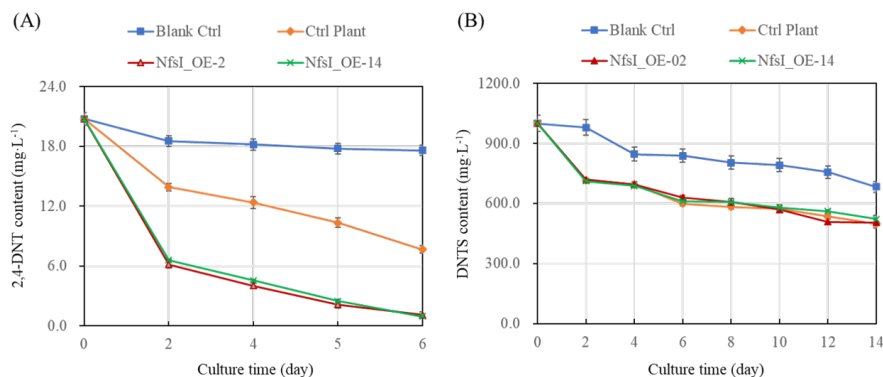 (A)
Blank Ctrl
Ctrl Plant
NfsI_OE-2
NfsI_OE-14
24.0
18.0
12.0
6.0
0.0
2,4-DNT content (mg·L⁻¹)
0 2 4 5 6
Culture time (day)
(B)
Blank Ctrl
Ctrl Plant
NfsI_OE-02
NfsI_OE-14
1200.0
900.0
600.0
300.0
0.0
DNTS content (mg·L⁻¹)
0 2 4 6 8 10 12 14
Culture time (day)